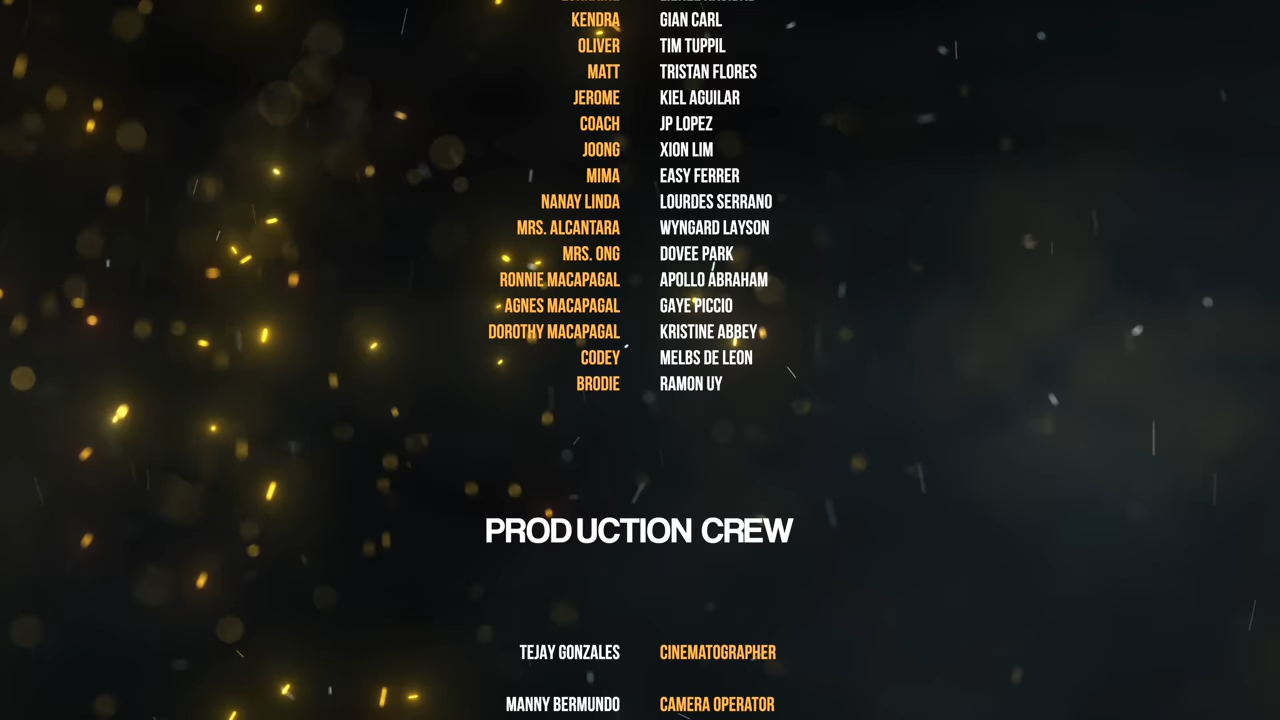 KENDRA GIAN CARL
OLIVER TIM TUPPIL
MATT TRISTAN FLORES
JEROME KIEL AGUILAR
COACH JP LOPEZ
JOONG XION LIM
MIMA EASY FERRER
NANAY LINDA LOURDES SERRANO
MRS. ALCANTARA WYNGARD LAYSON
MRS. ONG DOVEE PARK
RONNIE MACAPAGAL APOLLO ABRAHAM
AGNES MACAPAGAL GAYE PICCIO
DOROTHY MACAPAGAL KRISTINE ABBEY
CODEY MELBS DE LEON
BRODIE RAMON UY
PRODUCTION CREW
TEJAY GONZALES CINEMATOGRAPHER
MANNY BERMUNDO CAMERA OPERATOR